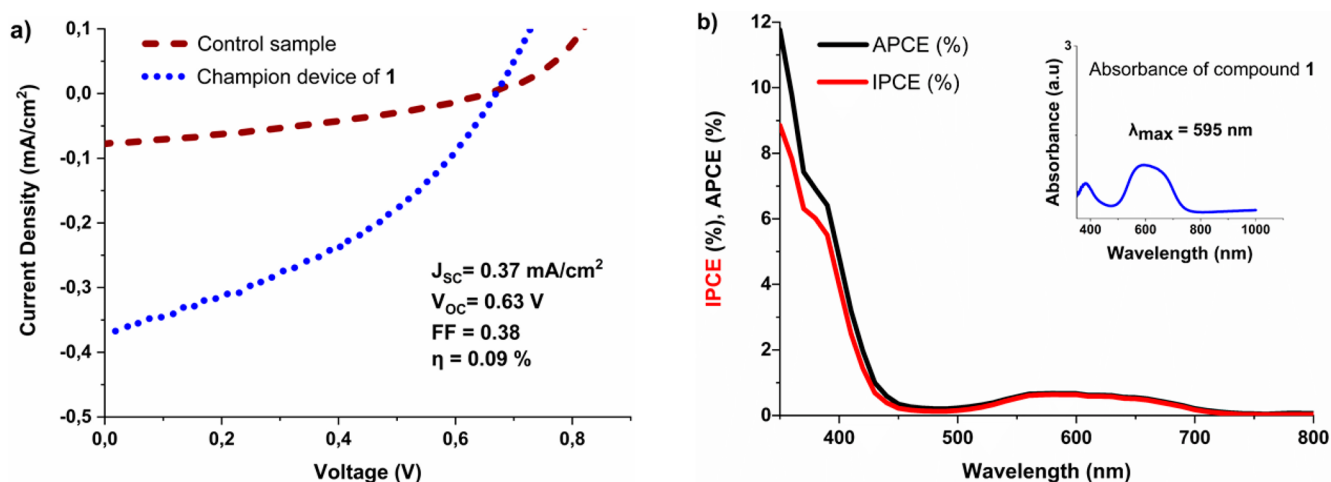 a)
Control sample
Champion device of 1
0,1
0,0
-0,1
-0,2
-0,3
-0,4
-0,5
Current Density (mA/cm²)
J_SC= 0.37 mA/cm²
V_OC= 0.63 V
FF = 0.38
η = 0.09 %
0,0 0,2 0,4 0,6 0,8
Voltage (V)
b)
12
10
8
6
4
2
0
IPCE (%), APCE (%)
APCE (%)
IPCE (%)
3
Absorbance (a.u)
Absorbance of compound 1
λmax = 595 nm
400 600 800 1000
Wavelength (nm)
400 500 600 700 800
Wavelength (nm)